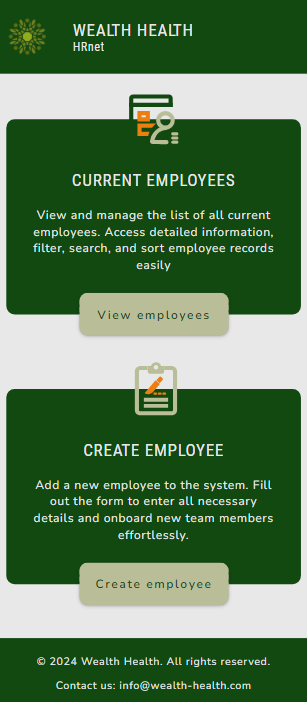 WEALTH HEALTH
HRnet
CURRENT EMPLOYEES
View and manage the list of all current
employees. Access detailed information,
filter, search, and sort employee records
easily
View employees
CREATE EMPLOYEE
Add a new employee to the system. Fill
out the form to enter all necessary
details and onboard new team members
effortlessly.
Create employee
© 2024 Wealth Health. All rights reserved.
Contact us: info@wealth-health.com